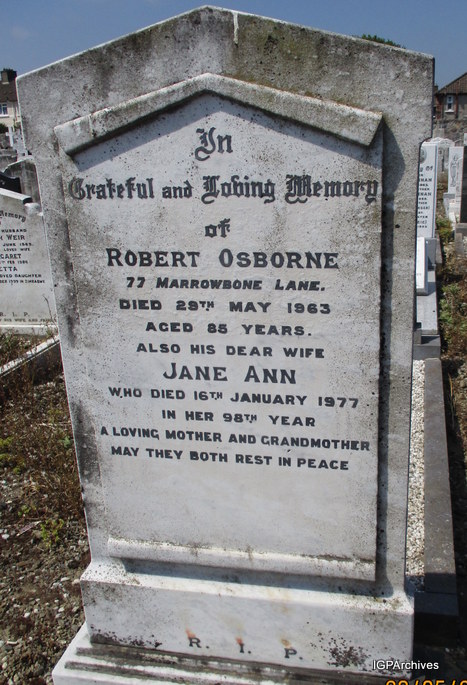 In
Grateful and Loving Memory
of
ROBERT OSBORNE
77 MARROWBONE LANE.
DIED 29TH MAY 1963
AGED 85 YEARS.
ALSO HIS DEAR WIFE
JANE ANN
WHO DIED 16TH JANUARY 1977
IN HER 98TH YEAR
A LOVING MOTHER AND GRANDMOTHER
MAY THEY BOTH REST IN PEACE
R. I. P.
WEIR
IGPArchives